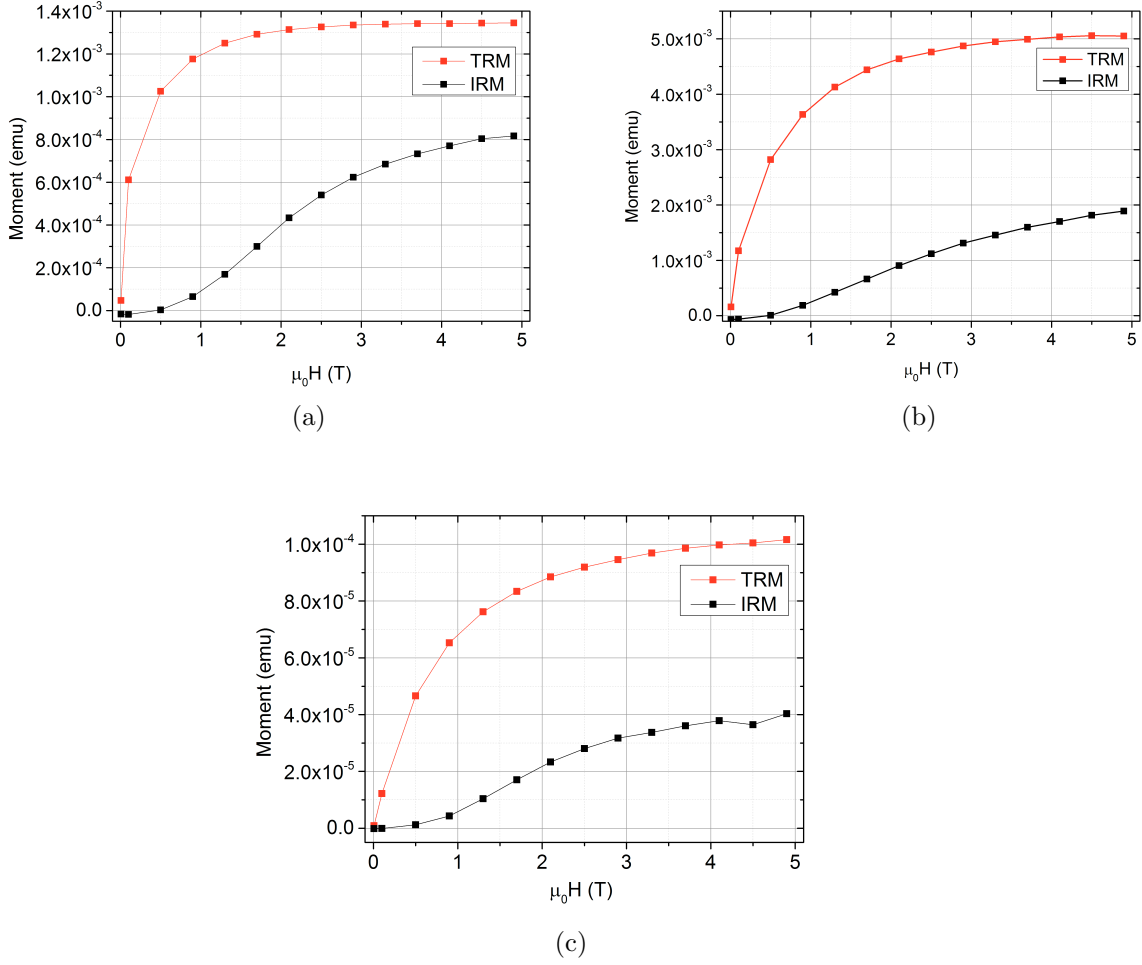 1.4x10⁻³
1.2x10⁻³
1.0x10⁻³
8.0x10⁻⁴
6.0x10⁻⁴
4.0x10⁻⁴
2.0x10⁻⁴
0.0
Moment (emu)
TRM
IRM
0 1 2 3 4 5
μ₀H (T)
(a)
5.0x10⁻³
4.0x10⁻³
3.0x10⁻³
2.0x10⁻³
1.0x10⁻³
0.0
Moment (emu)
TRM
IRM
0 1 2 3 4 5
μ₀H (T)
(b)
1.0x10⁻⁴
8.0x10⁻⁵
6.0x10⁻⁵
4.0x10⁻⁵
2.0x10⁻⁵
0.0
Moment (emu)
TRM
IRM
0 1 2 3 4 5
μ₀H (T)
(c)